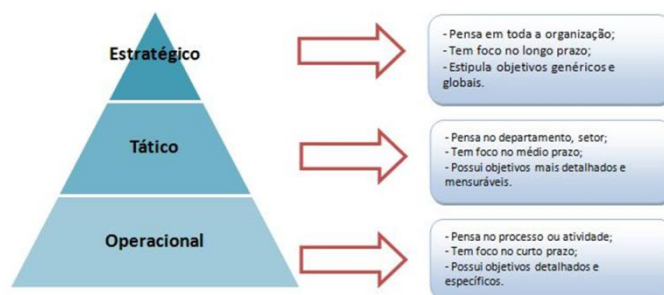 Estratégico
- Pensa em toda a organização;
- Tem foco no longo prazo;
- Estipula objetivos genéricos e
globais.
Tático
- Pensa no departamento, setor;
- Tem foco no médio prazo;
- Possui objetivos mais detalhados e
mensuráveis.
Operacional
- Pensa no processo ou atividade;
- Tem foco no curto prazo;
- Possui objetivos detalhados e
específicos.